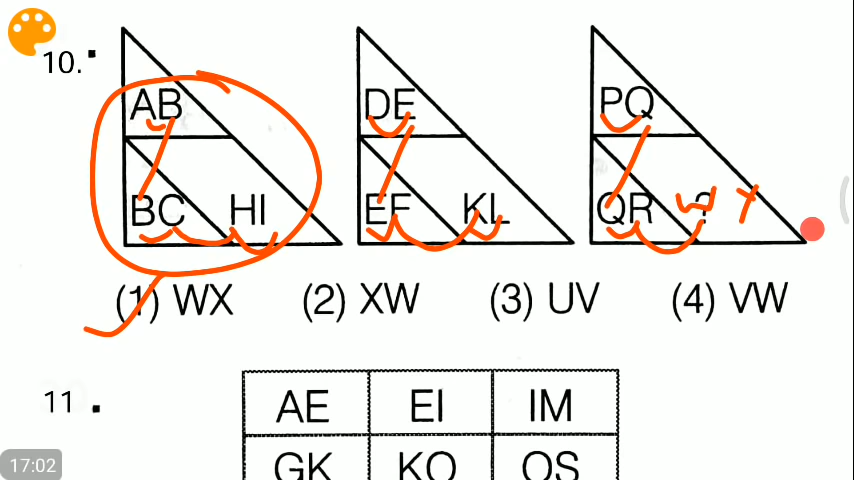 10.
AB DE PQ
BC HI EF KL QR W? X
(1) WX (2) XW (3) UV (4) VW
11.
AE EI IM
GK KO OS
17:02